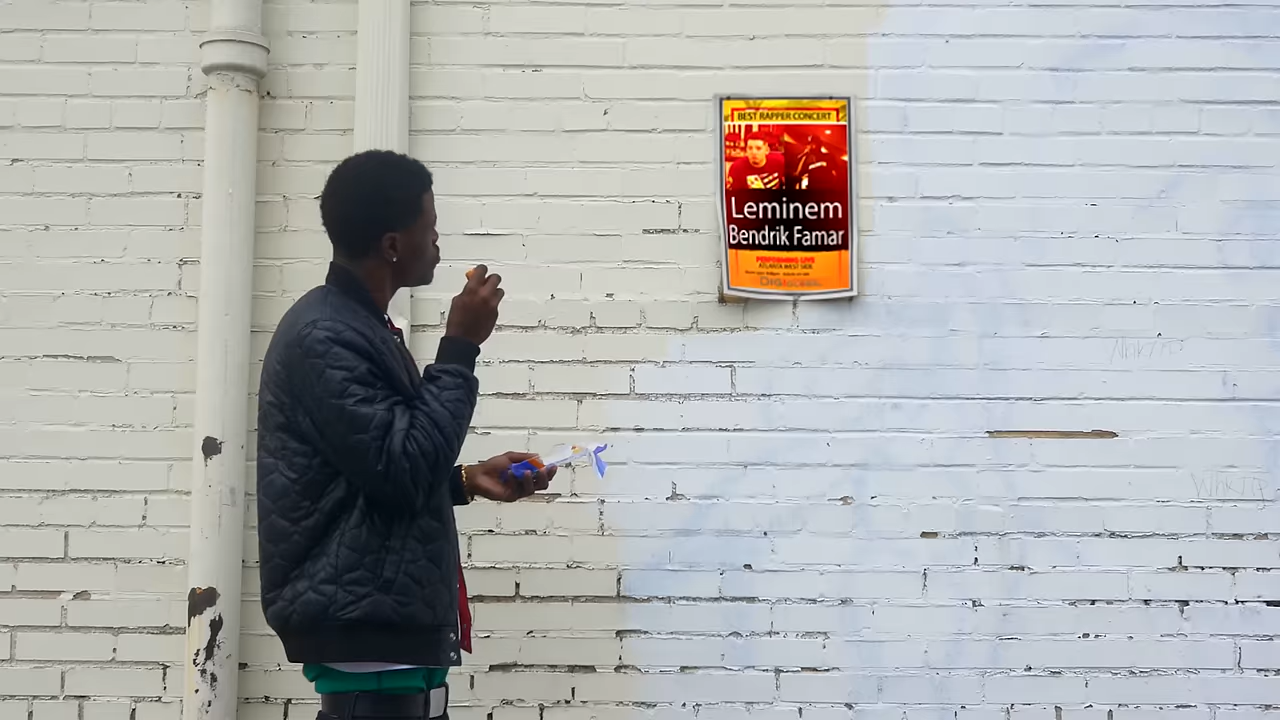 BEST RAPPER CONCERT
Leminem
Bendrik Famar
PERFORMING LIVE
ATLANTA WEST SIDE